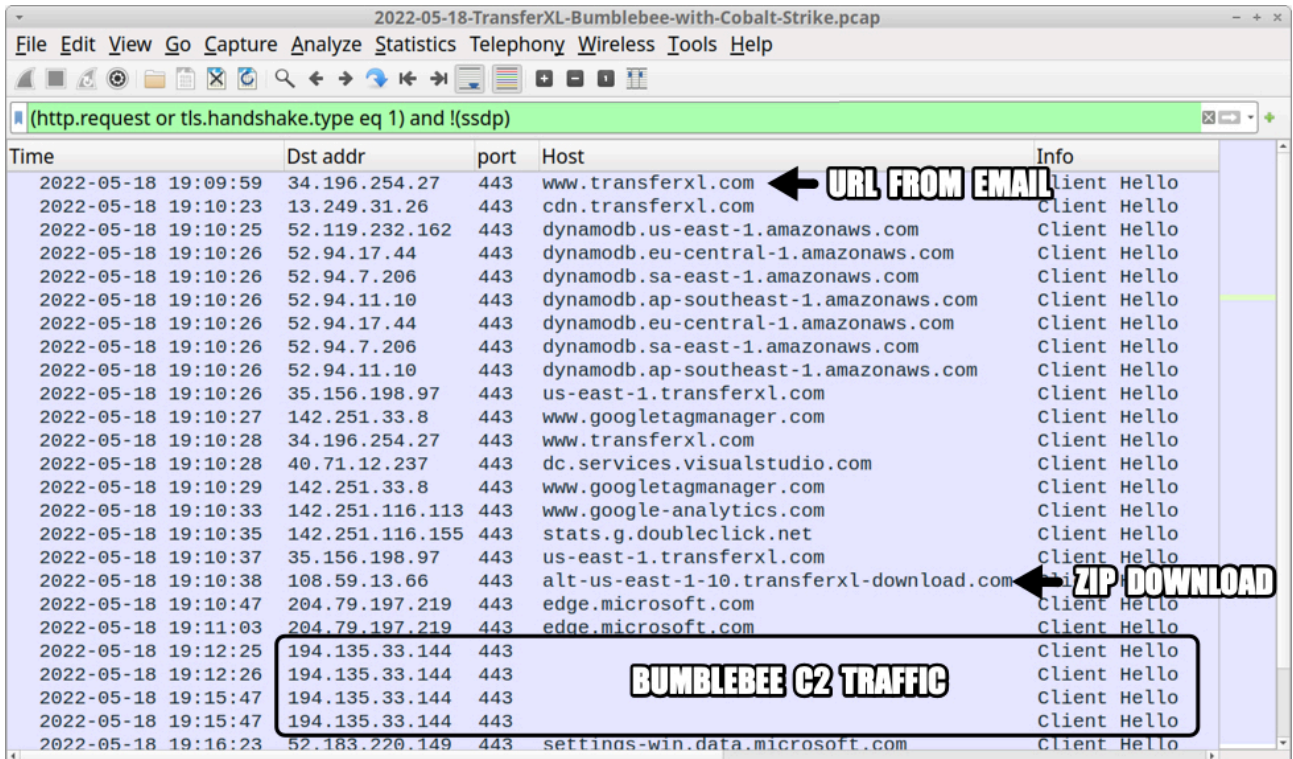 2022-05-18-TransferXL-Bumblebee-with-Cobalt-Strike.pcap
File Edit View Go Capture Analyze Statistics Telephony Wireless Tools Help
(http.request or tls.handshake.type eq 1) and !(ssdp)
Time Dst addr port Host Info
2022-05-18 19:09:59 34.196.254.27 443 www.transferxl.com URL FROM EMAIL Client Hello
2022-05-18 19:10:23 13.249.31.26 443 cdn.transferxl.com Client Hello
2022-05-18 19:10:25 52.119.232.162 443 dynamodb.us-east-1.amazonaws.com Client Hello
2022-05-18 19:10:26 52.94.17.44 443 dynamodb.eu-central-1.amazonaws.com Client Hello
2022-05-18 19:10:26 52.94.7.206 443 dynamodb.sa-east-1.amazonaws.com Client Hello
2022-05-18 19:10:26 52.94.11.10 443 dynamodb.ap-southeast-1.amazonaws.com Client Hello
2022-05-18 19:10:26 52.94.17.44 443 dynamodb.eu-central-1.amazonaws.com Client Hello
2022-05-18 19:10:26 52.94.7.206 443 dynamodb.sa-east-1.amazonaws.com Client Hello
2022-05-18 19:10:26 52.94.11.10 443 dynamodb.ap-southeast-1.amazonaws.com Client Hello
2022-05-18 19:10:26 35.156.198.97 443 us-east-1.transferxl.com Client Hello
2022-05-18 19:10:27 142.251.33.8 443 www.googletagmanager.com Client Hello
2022-05-18 19:10:28 34.196.254.27 443 www.transferxl.com Client Hello
2022-05-18 19:10:28 40.71.12.237 443 dc.services.visualstudio.com Client Hello
2022-05-18 19:10:29 142.251.33.8 443 www.googletagmanager.com Client Hello
2022-05-18 19:10:33 142.251.116.113 443 www.google-analytics.com Client Hello
2022-05-18 19:10:35 142.251.116.155 443 stats.g.doubleclick.net Client Hello
2022-05-18 19:10:37 35.156.198.97 443 us-east-1.transferxl.com Client Hello
2022-05-18 19:10:38 108.59.13.66 443 alt-us-east-1-10.transferxl-download.com ZIP DOWNLOAD
2022-05-18 19:10:47 204.79.197.219 443 edge.microsoft.com Client Hello
2022-05-18 19:11:03 204.79.197.219 443 edge.microsoft.com Client Hello
2022-05-18 19:12:25 194.135.33.144 443 Client Hello
2022-05-18 19:12:26 194.135.33.144 443 BUMBLEBEE C2 TRAFFIC Client Hello
2022-05-18 19:15:47 194.135.33.144 443 Client Hello
2022-05-18 19:15:47 194.135.33.144 443 Client Hello
2022-05-18 19:16:23 52.183.220.149 443 settings-win.data.microsoft.com Client Hello